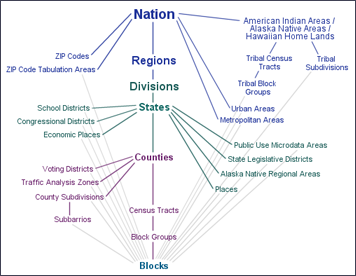 Nation
American Indian Areas /
Alaska Native Areas /
Hawaiian Home Lands
ZIP Codes
ZIP Code Tabulation Areas
Regions
Tribal Census
Tracts
Tribal
Subdivisions
Divisions
Tribal Block
Groups
School Districts
States
Urban Areas
Congressional Districts
Metropolitan Areas
Economic Places
Public Use Microdata Areas
Counties
State Legislative Districts
Voting Districts
Alaska Native Regional Areas
Traffic Analysis Zones
Places
County Subdivisions
Census Tracts
Subbarrios
Block Groups
Blocks